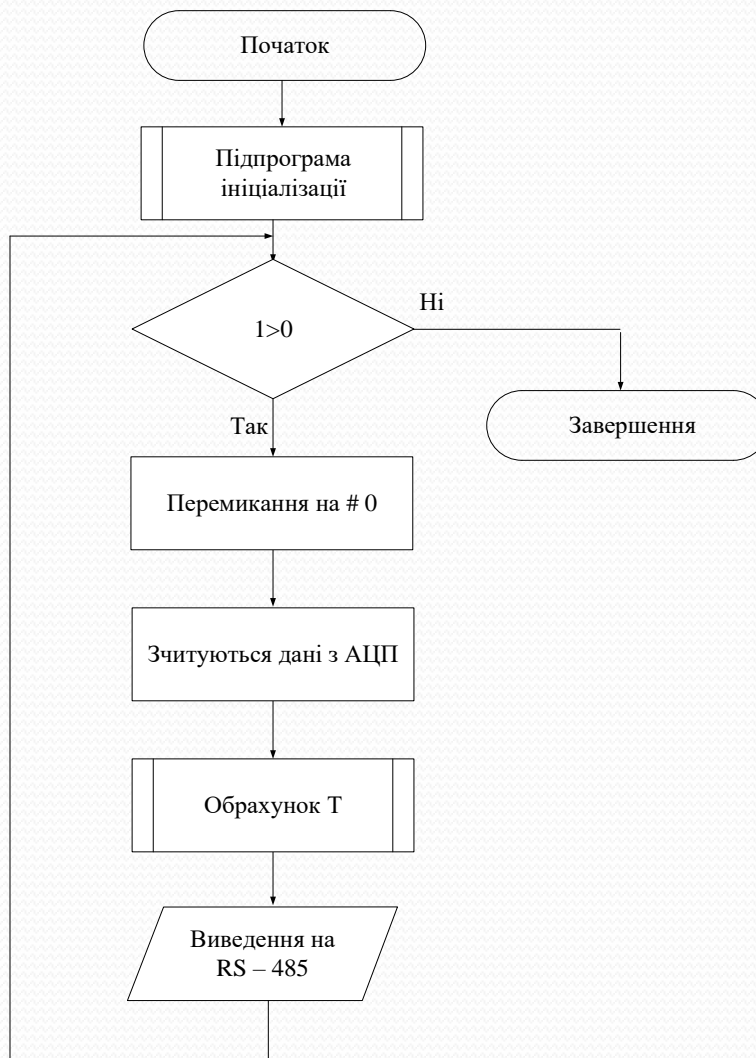 Початок
Підпрограма
ініціалізації
1>0
Ні
Завершення
Так
Перемикання на # 0
Зчитуються дані з АЦП
Обрахунок Т
Виведення на
RS – 485